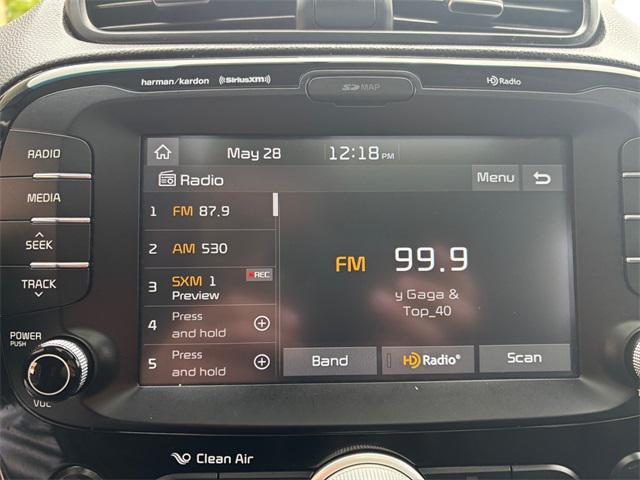 harman/kardon
((SiriusXM))
SD MAP
HD Radio
RADIO
MEDIA
SEEK
TRACK
POWER
PUSH
VOL
May 28
12:18 PM
Radio
Menu
1 FM 87.9
2 AM 530
3 SXM 1
REC
Preview
4 Press
and hold
5 Press
and hold
FM 99.9
y Gaga &
Top_40
Band
HD Radio®
Scan
Clean Air